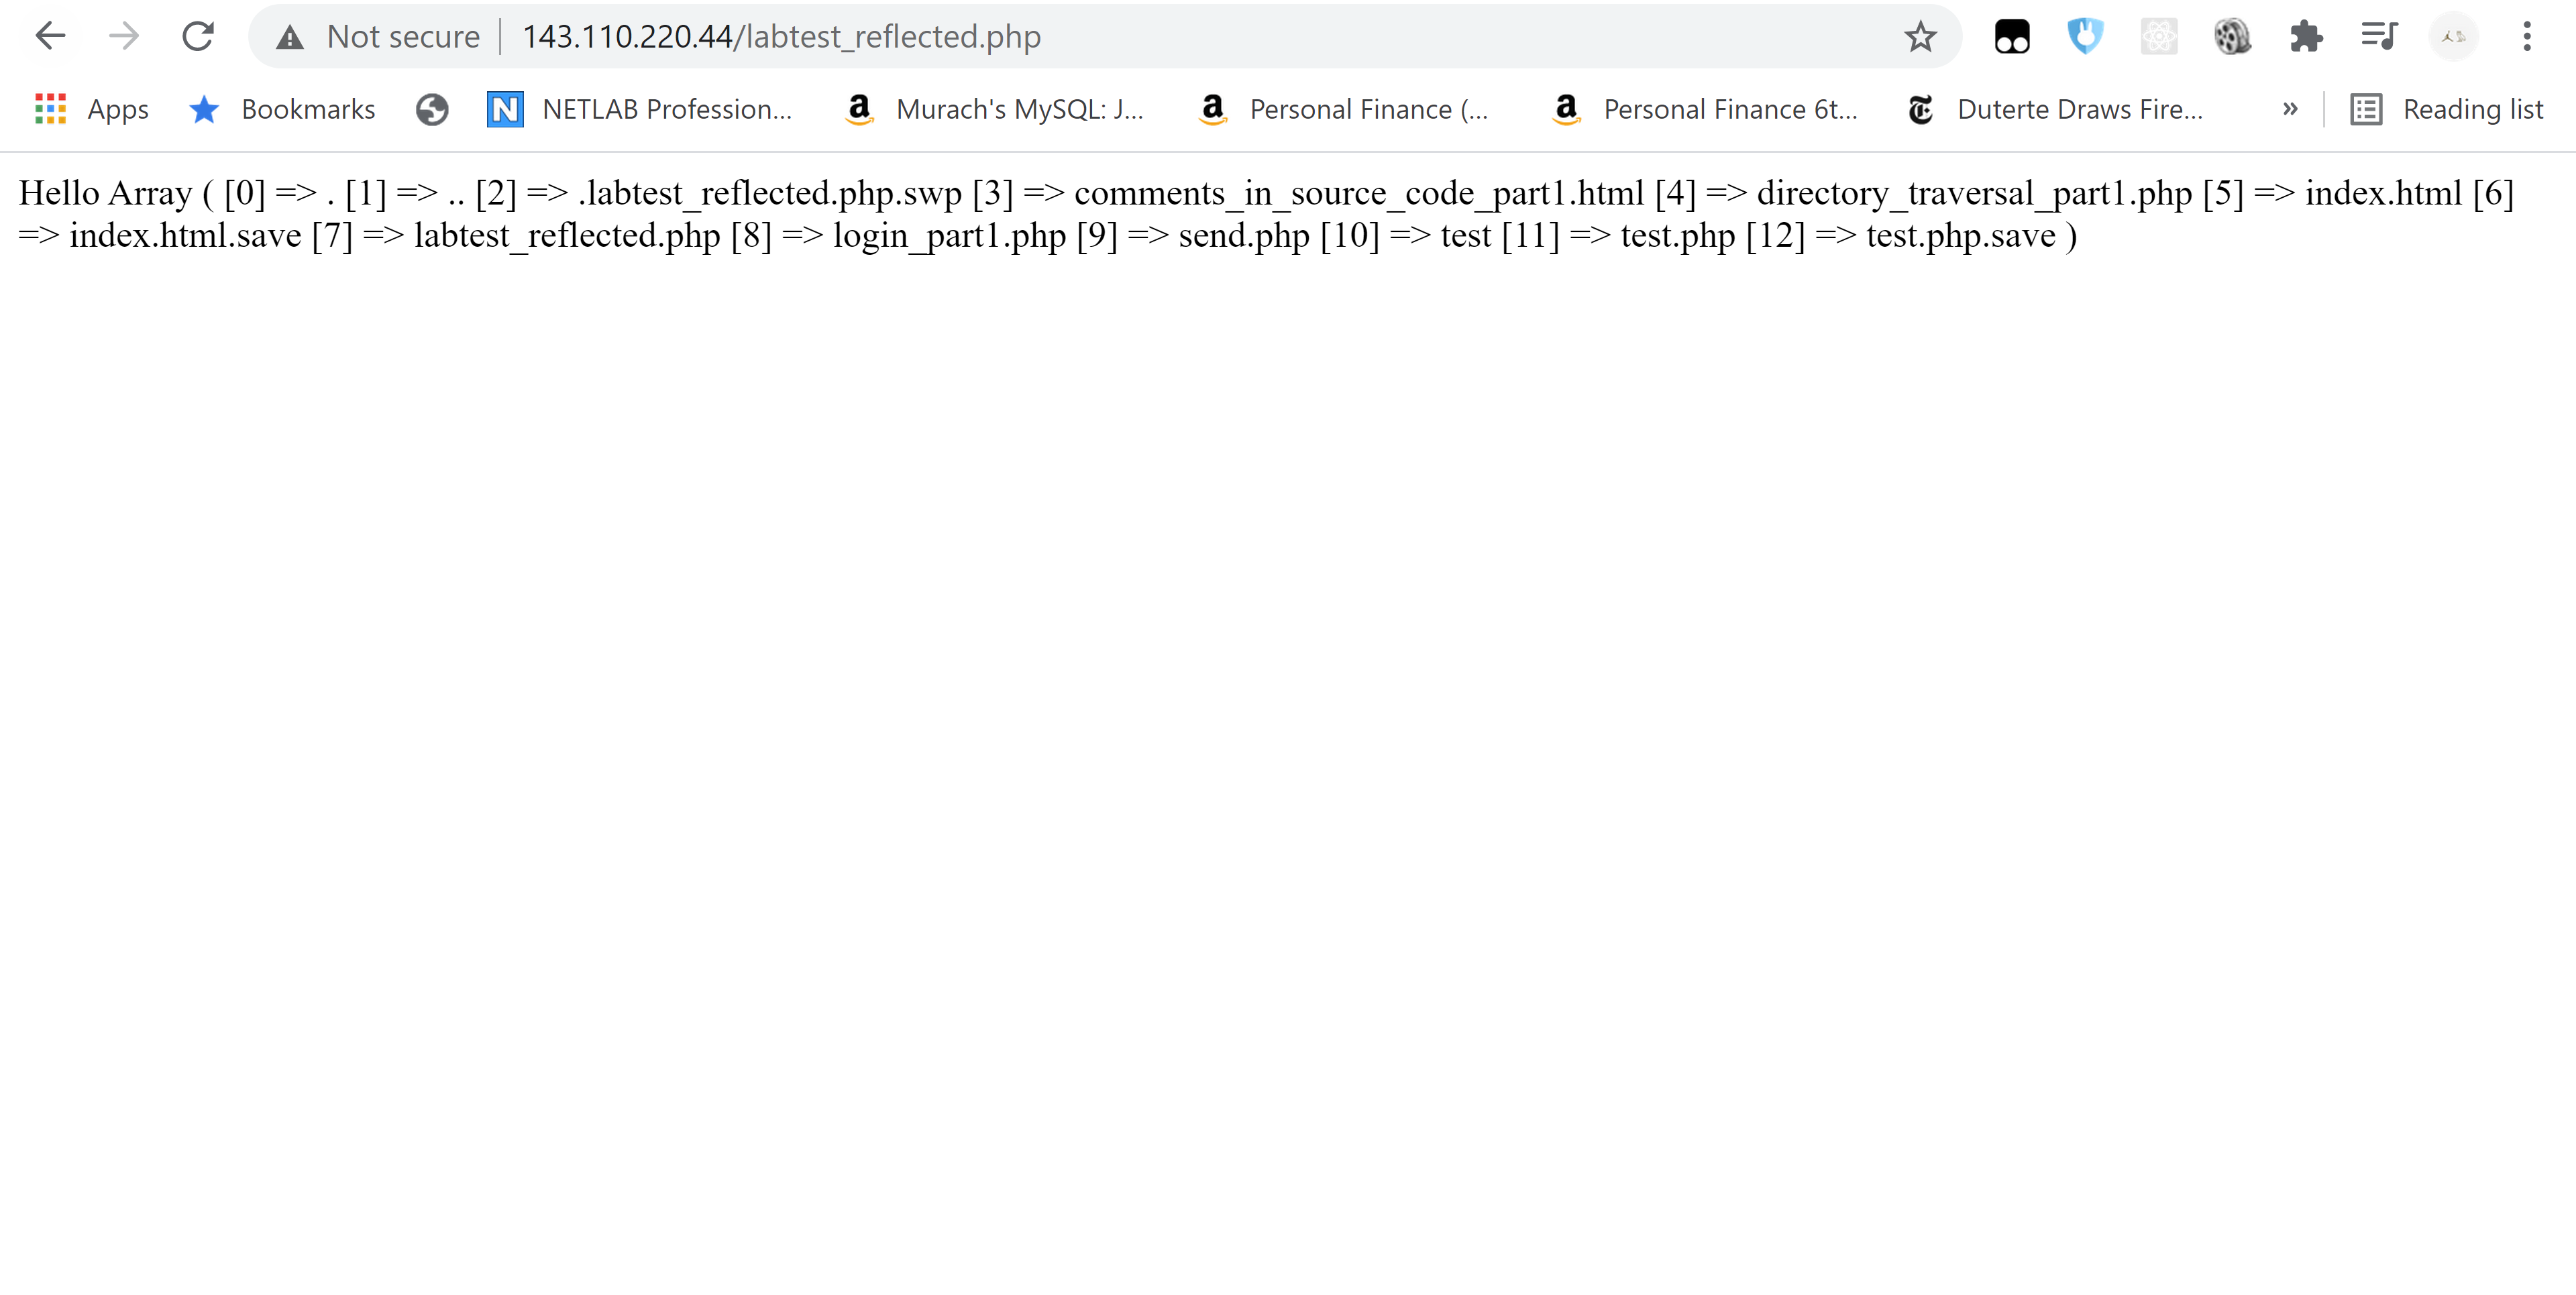 Not secure 143.110.220.44/labtest_reflected.php
Apps Bookmarks NETLAB Profession... Murach's MySQL: J... Personal Finance (... Personal Finance 6t... Duterte Draws Fire... » Reading list
Hello Array ( [0] => . [1] => .. [2] => .labtest_reflected.php.swp [3] => comments_in_source_code_part1.html [4] => directory_traversal_part1.php [5] => index.html [6]
=> index.html.save [7] => labtest_reflected.php [8] => login_part1.php [9] => send.php [10] => test [11] => test.php [12] => test.php.save )